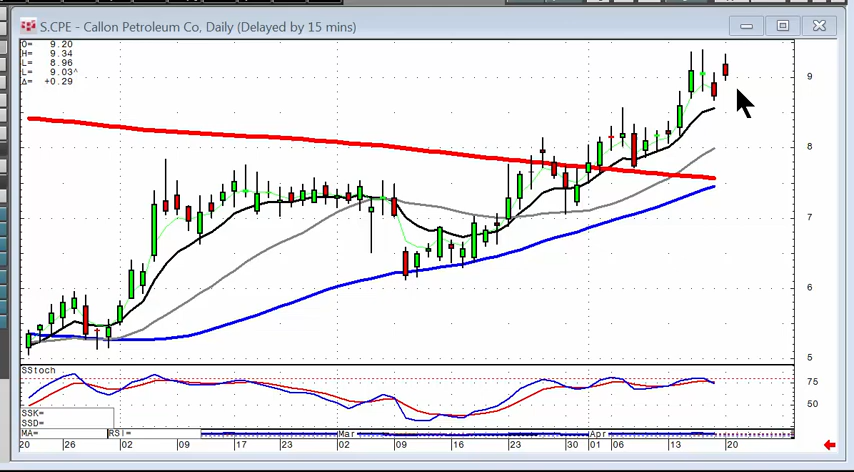 S.CPE - Callon Petroleum Co, Daily (Delayed by 15 mins)
O= 9.20
H= 9.34
L= 8.96
L= 9.03^
Δ= +0.29
9
8
7
6
5
SStoch
75
50
SSK=
SSD=
MA= RSI=
20 26 02 09 17 23 02 09 16 23 30 01 06 13 20
Mar Apr